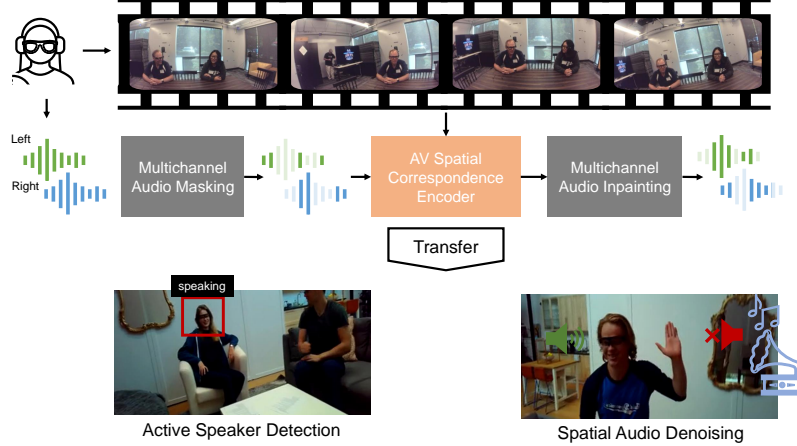 Left
Right
Multichannel
Audio Masking
AV Spatial
Correspondence
Encoder
Multichannel
Audio Inpainting
Transfer
speaking
Active Speaker Detection
Spatial Audio Denoising